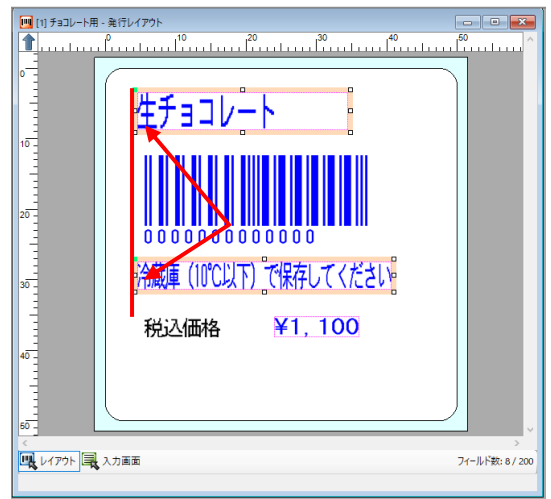 [1] チョコレート用 - 発行レイアウト
0 10 20 30 40 50
0
生チョコレート
10
20
0000000000000
冷蔵庫（10℃以下）で保存してください
30
税込価格 ¥1,100
40
50
レイアウト 入力画面 フィールド数: 8 / 200